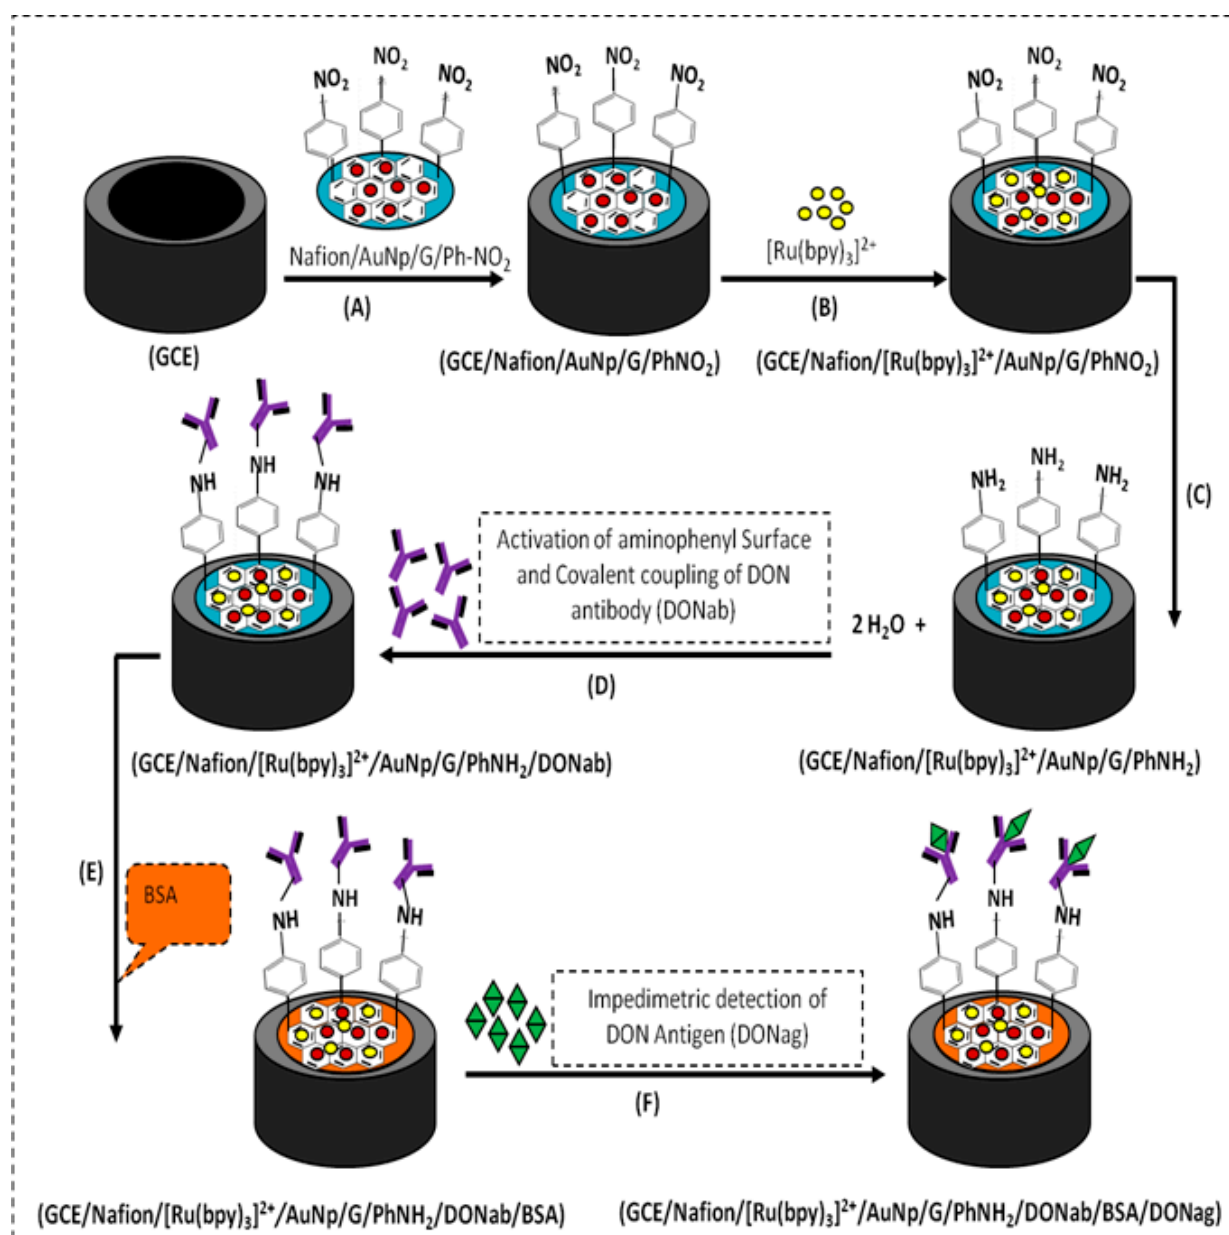 NO₂
NO₂
NO₂
Nafion/AuNp/G/Ph-NO₂
(A)
(GCE)
NO₂
NO₂
NO₂
(GCE/Nafion/AuNp/G/PhNO₂)
[Ru(bpy)₃]²⁺
(B)
NO₂
NO₂
NO₂
(GCE/Nafion/[Ru(bpy)₃]²⁺/AuNp/G/PhNO₂)
(C)
NH₂
NH₂
NH₂
2 H₂O +
(GCE/Nafion/[Ru(bpy)₃]²⁺/AuNp/G/PhNH₂)
Activation of aminophenyl Surface
and Covalent coupling of DON
antibody (DONab)
(D)
NH
NH
NH
(GCE/Nafion/[Ru(bpy)₃]²⁺/AuNp/G/PhNH₂/DONab)
(E)
BSA
NH
NH
NH
(GCE/Nafion/[Ru(bpy)₃]²⁺/AuNp/G/PhNH₂/DONab/BSA)
Impedimetric detection of
DON Antigen (DONag)
(F)
NH
NH
NH
(GCE/Nafion/[Ru(bpy)₃]²⁺/AuNp/G/PhNH₂/DONab/BSA/DONag)